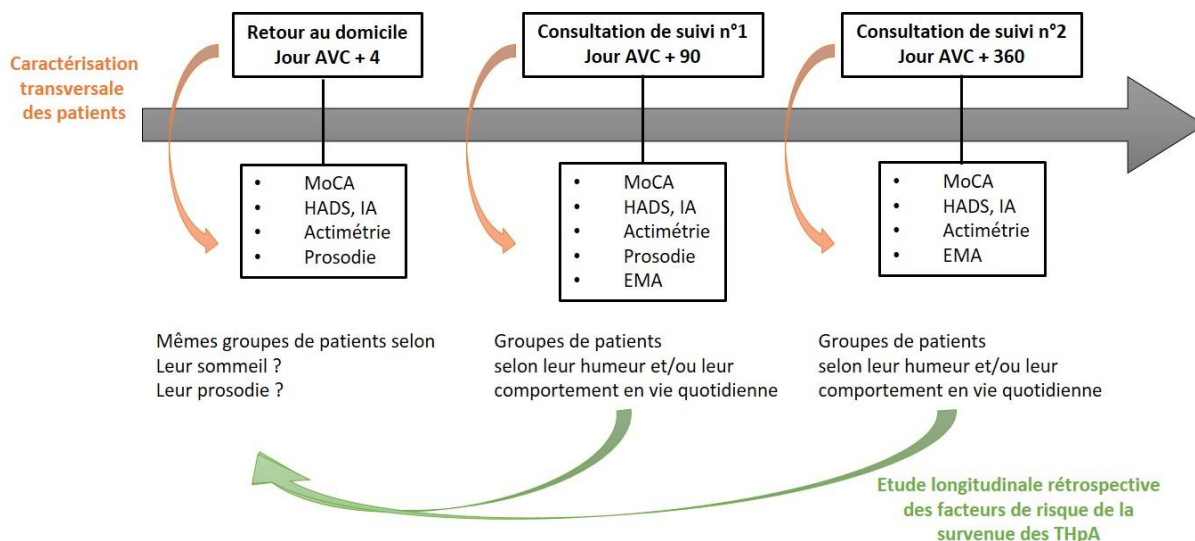 Retour au domicile
Jour AVC + 4
Consultation de suivi n°1
Jour AVC + 90
Consultation de suivi n°2
Jour AVC + 360
Caractérisation
transversale
des patients
• MoCA
• HADS, IA
• Actimétrie
• Prosodie
• MoCA
• HADS, IA
• Actimétrie
• Prosodie
• EMA
• MoCA
• HADS, IA
• Actimétrie
• EMA
Mêmes groupes de patients selon
Leur sommeil ?
Leur prosodie ?
Groupes de patients
selon leur humeur et/ou leur
comportement en vie quotidienne
Groupes de patients
selon leur humeur et/ou leur
comportement en vie quotidienne
Etude longitudinale rétrospective
des facteurs de risque de la
survenue des THpA